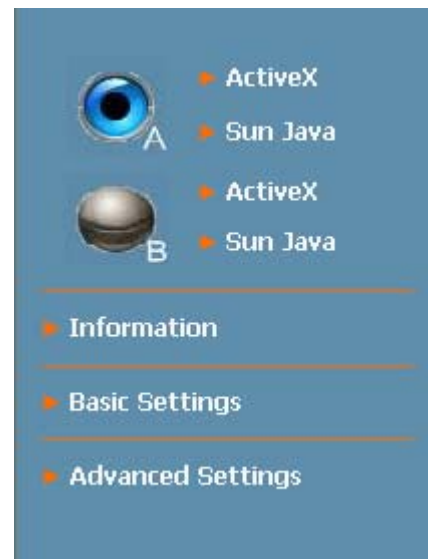 A
ActiveX
Sun Java
B
ActiveX
Sun Java
Information
Basic Settings
Advanced Settings